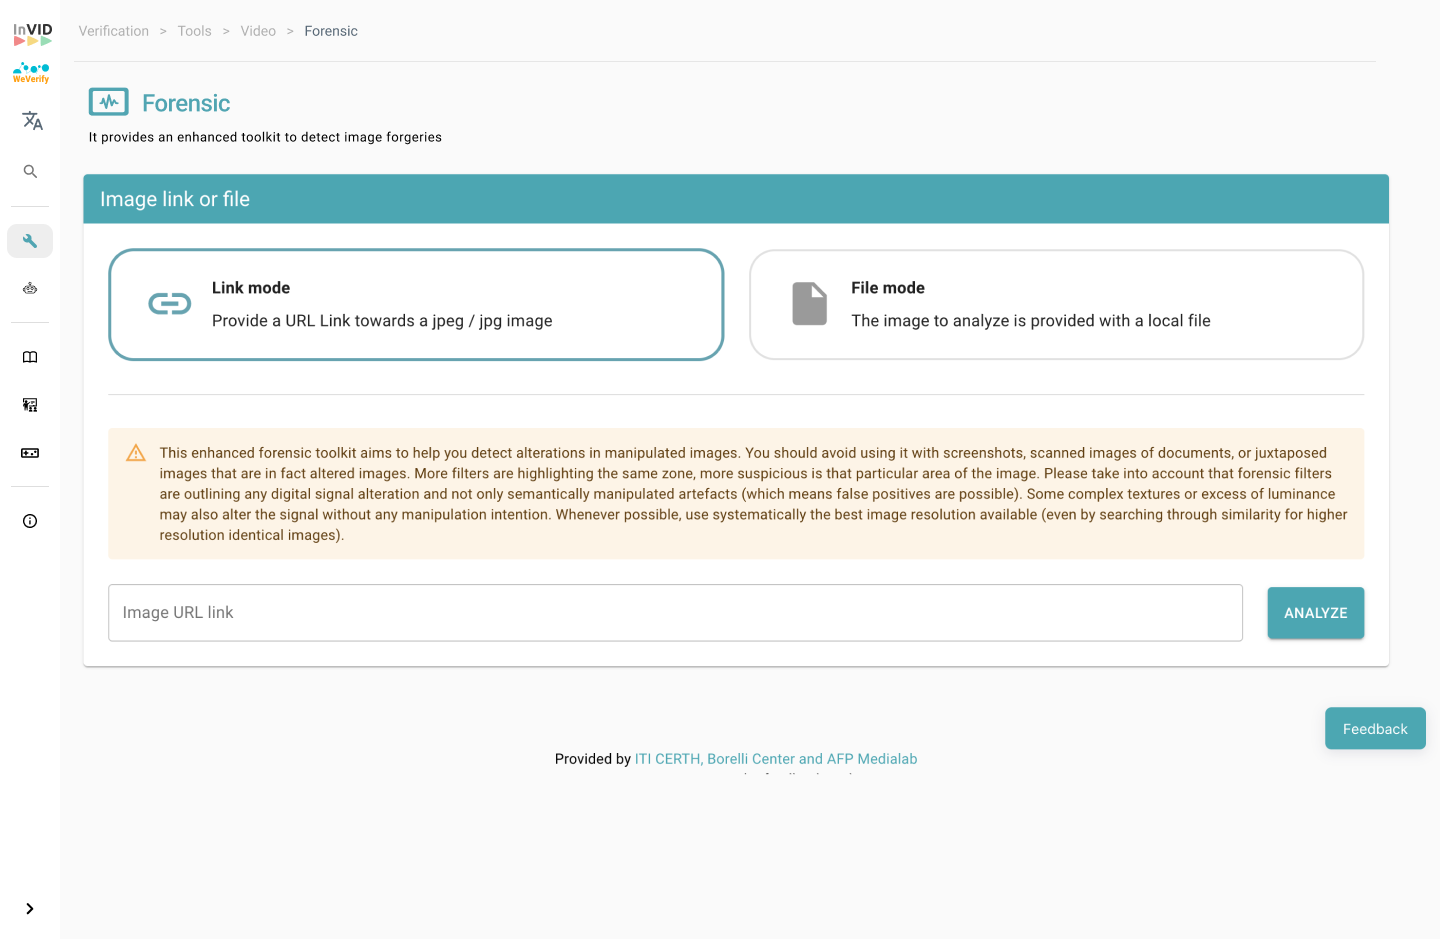 InVID
WeVerify
Verification > Tools > Video > Forensic
Forensic
It provides an enhanced toolkit to detect image forgeries
Image link or file
Link mode
Provide a URL Link towards a jpeg / jpg image
File mode
The image to analyze is provided with a local file
This enhanced forensic toolkit aims to help you detect alterations in manipulated images. You should avoid using it with screenshots, scanned images of documents, or juxtaposed
images that are in fact altered images. More filters are highlighting the same zone, more suspicious is that particular area of the image. Please take into account that forensic filters
are outlining any digital signal alteration and not only semantically manipulated artefacts (which means false positives are possible). Some complex textures or excess of luminance
may also alter the signal without any manipulation intention. Whenever possible, use systematically the best image resolution available (even by searching through similarity for higher
resolution identical images).
Image URL link
ANALYZE
Feedback
Provided by ITI CERTH, Borelli Center and AFP Medialab